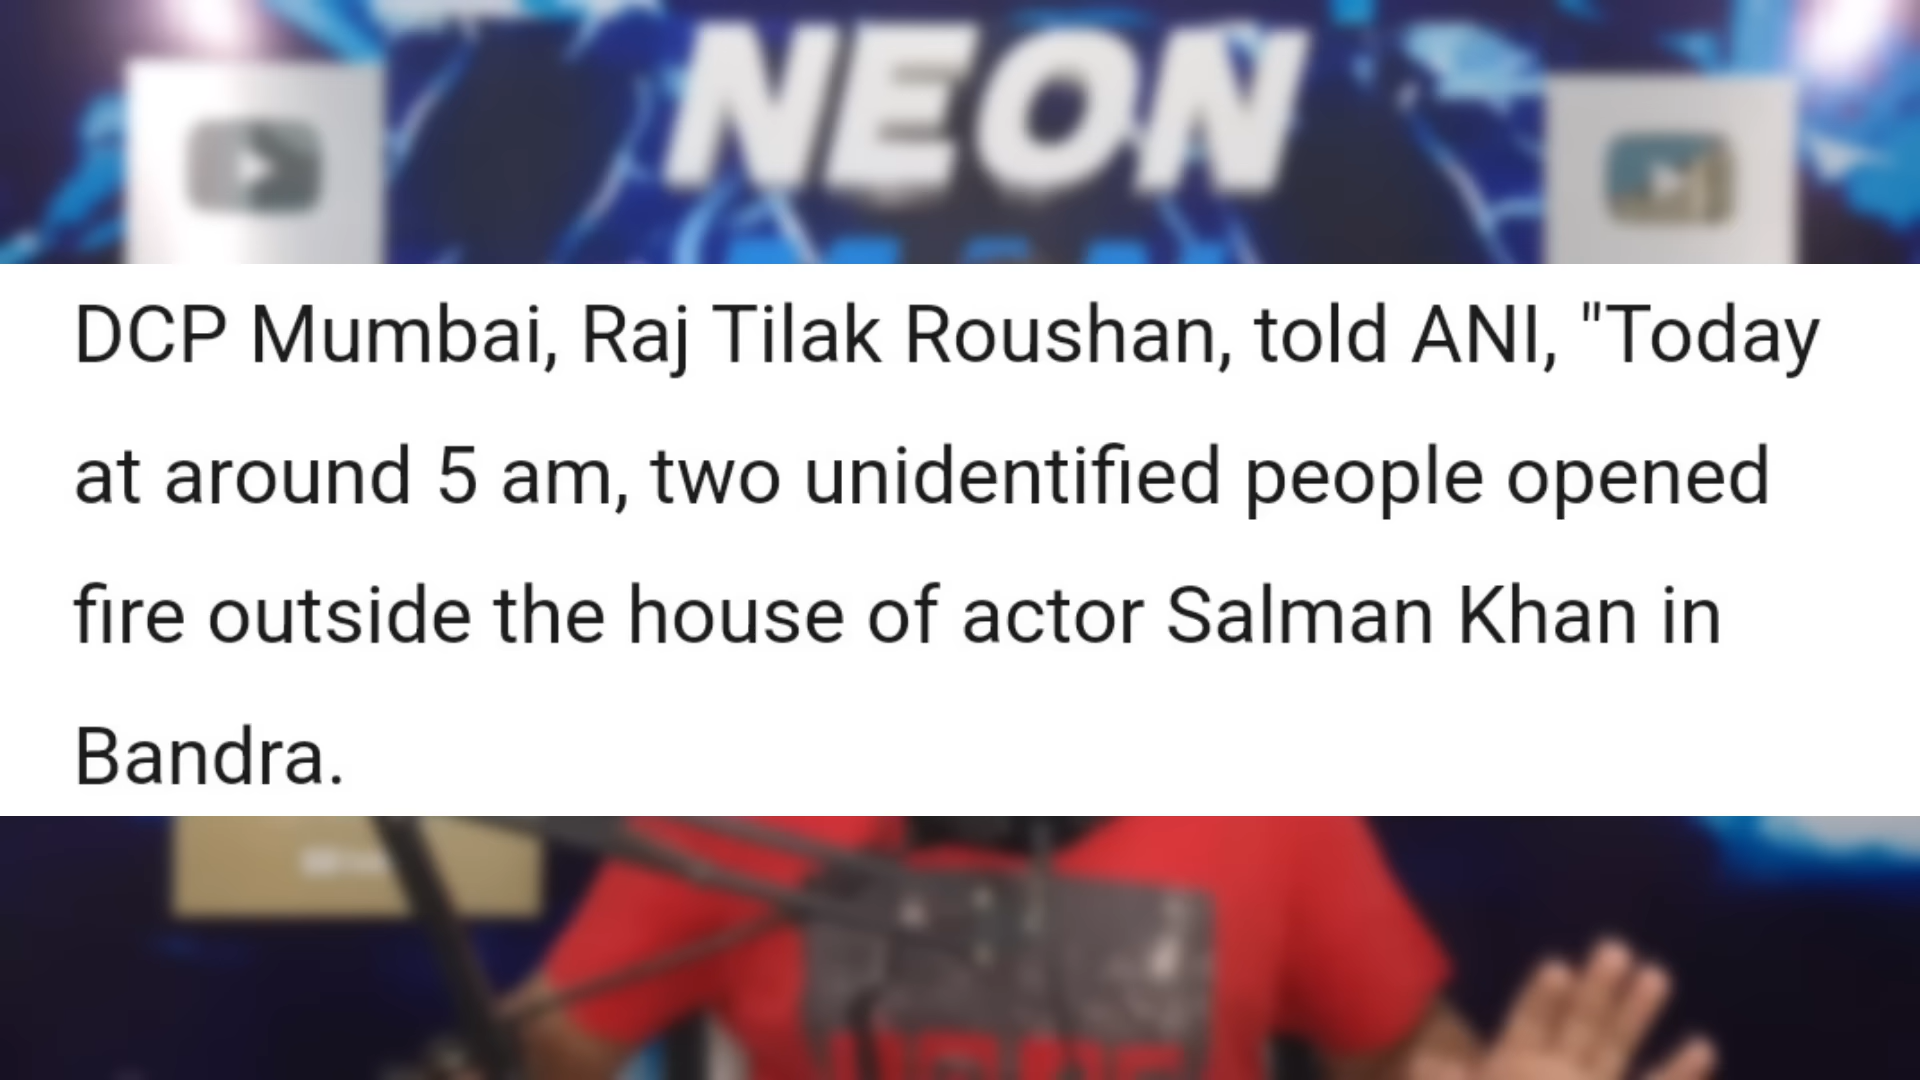 NEON
DCP Mumbai, Raj Tilak Roushan, told ANI, "Today
at around 5 am, two unidentified people opened
fire outside the house of actor Salman Khan in
Bandra.